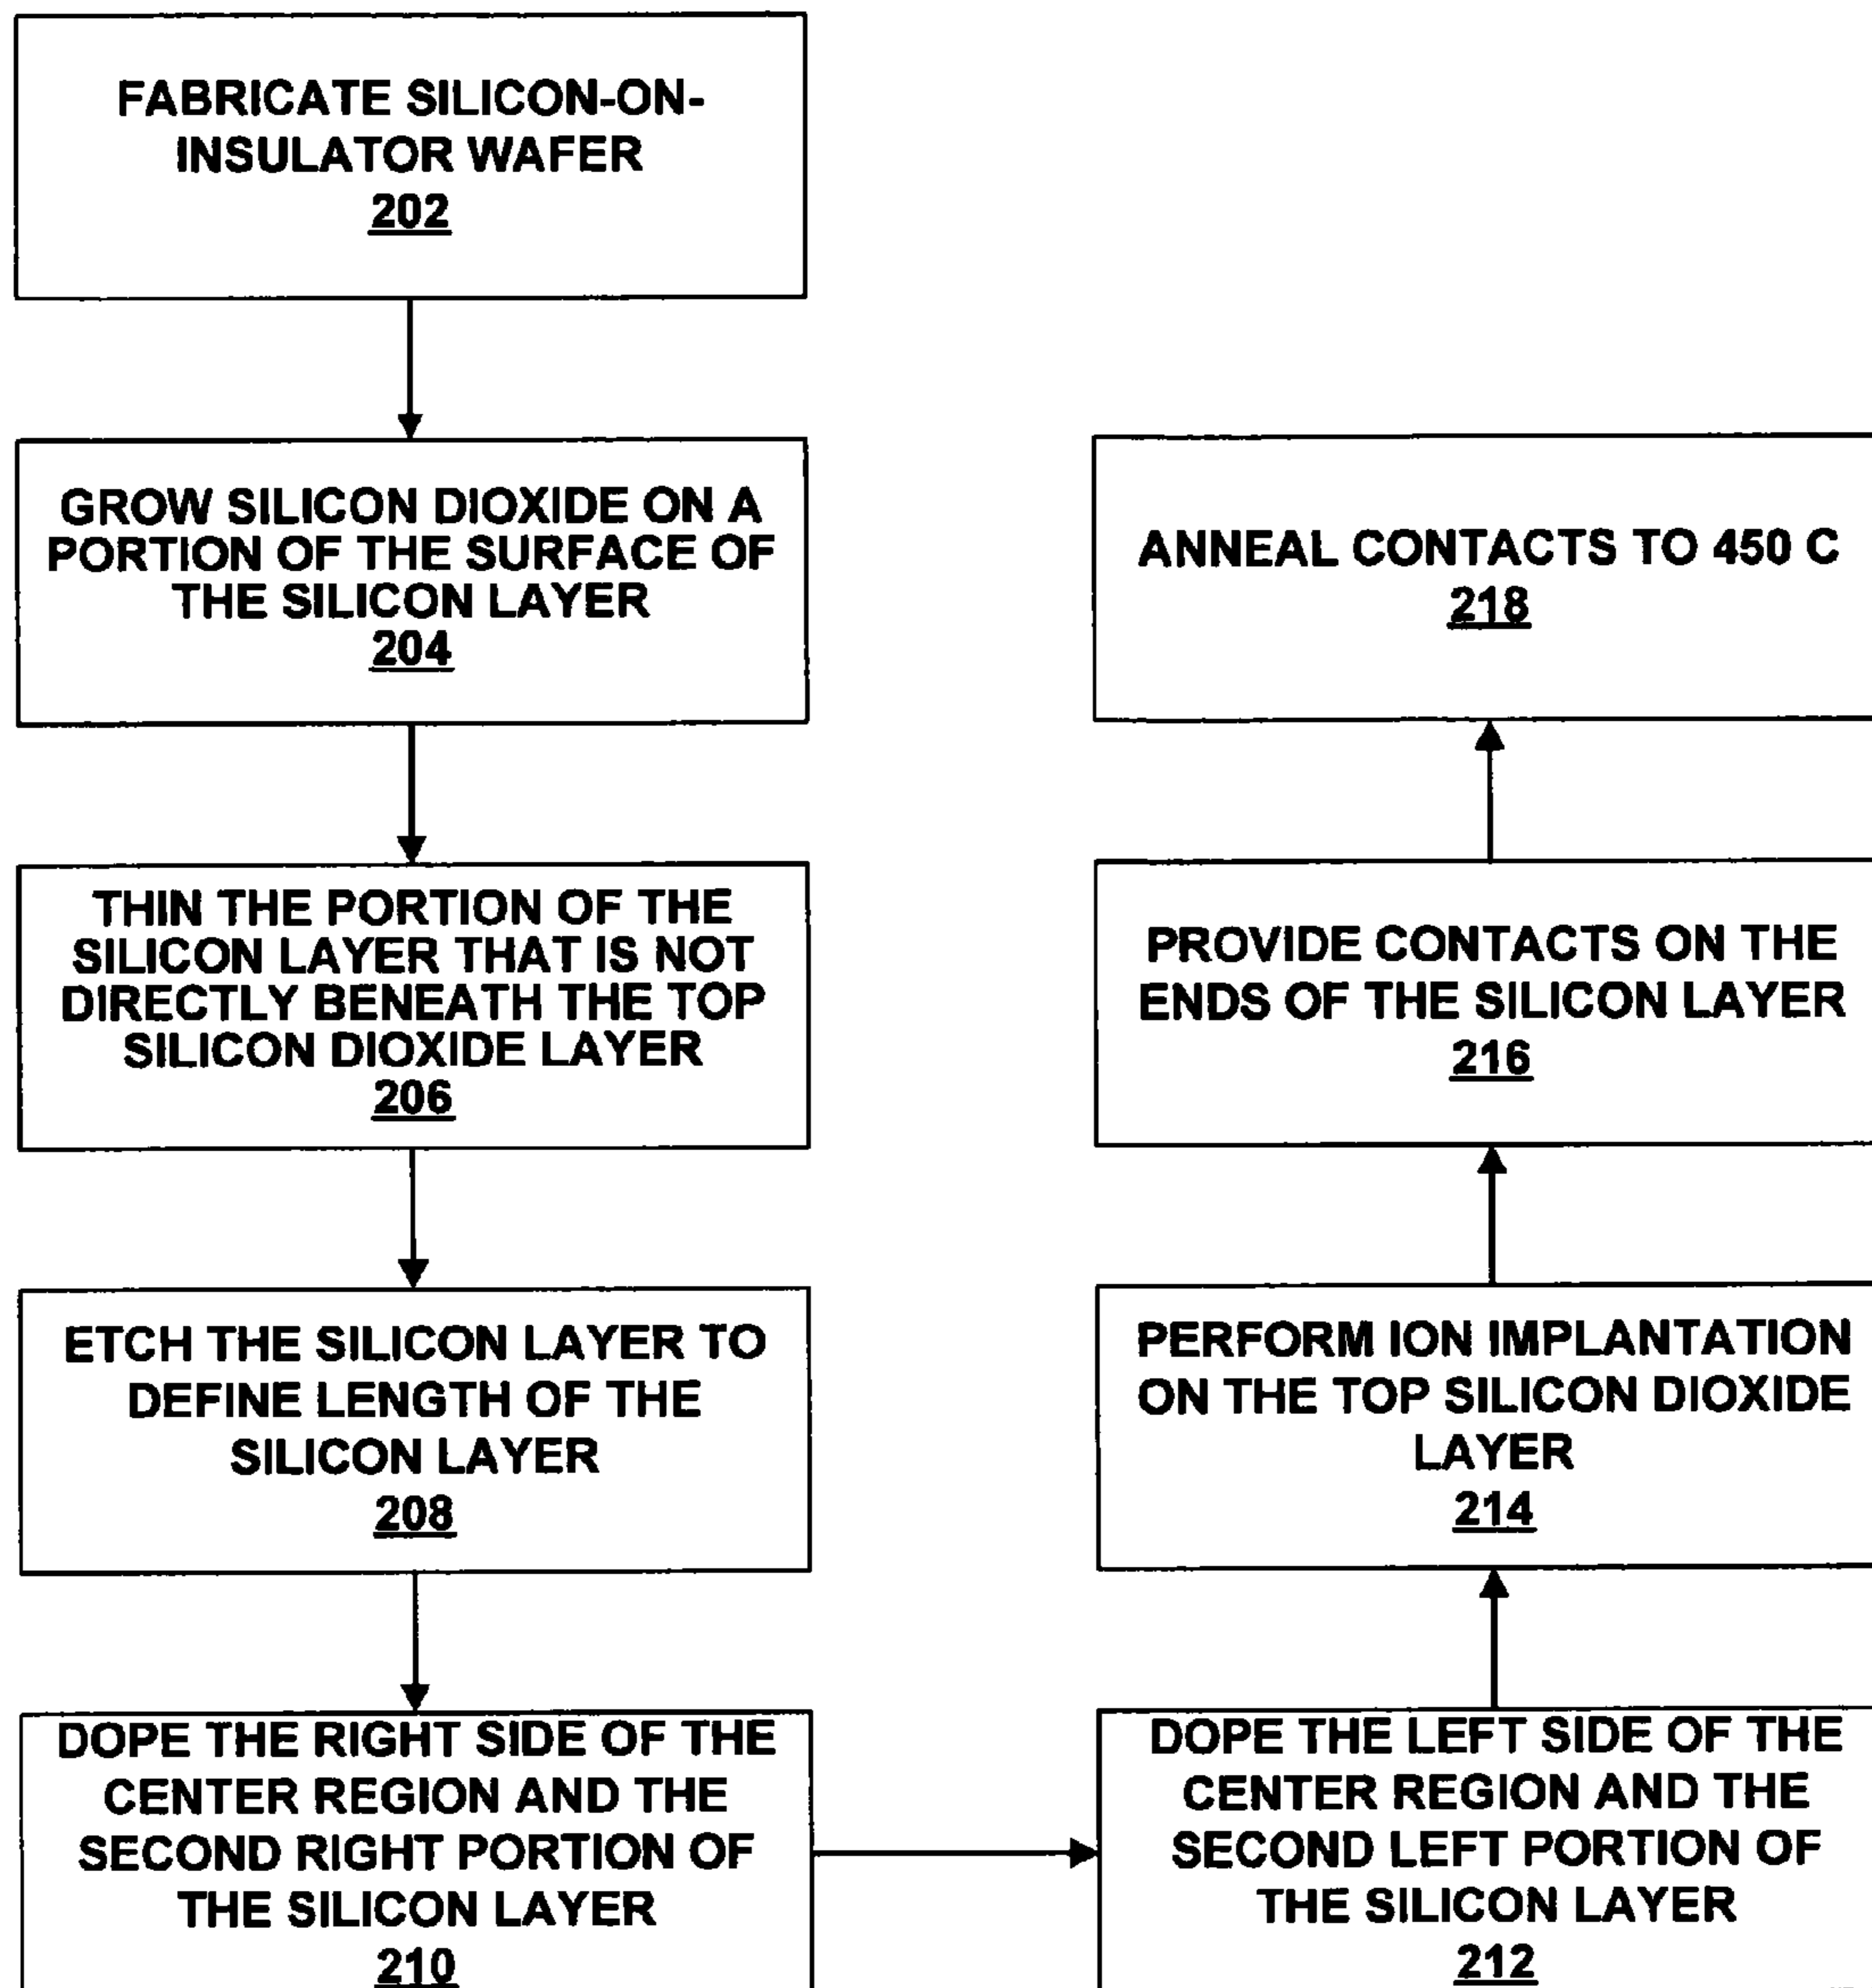 FABRICATE SILICON-ON-
INSULATOR WAFER
202
GROW SILICON DIOXIDE ON A
PORTION OF THE SURFACE OF
THE SILICON LAYER
204
THIN THE PORTION OF THE
SILICON LAYER THAT IS NOT
DIRECTLY BENEATH THE TOP
SILICON DIOXIDE LAYER
206
ETCH THE SILICON LAYER TO
DEFINE LENGTH OF THE
SILICON LAYER
208
DOPE THE RIGHT SIDE OF THE
CENTER REGION AND THE
SECOND RIGHT PORTION OF
THE SILICON LAYER
210
DOPE THE LEFT SIDE OF THE
CENTER REGION AND THE
SECOND LEFT PORTION OF
THE SILICON LAYER
212
PERFORM ION IMPLANTATION
ON THE TOP SILICON DIOXIDE
LAYER
214
PROVIDE CONTACTS ON THE
ENDS OF THE SILICON LAYER
216
ANNEAL CONTACTS TO 450 C
218